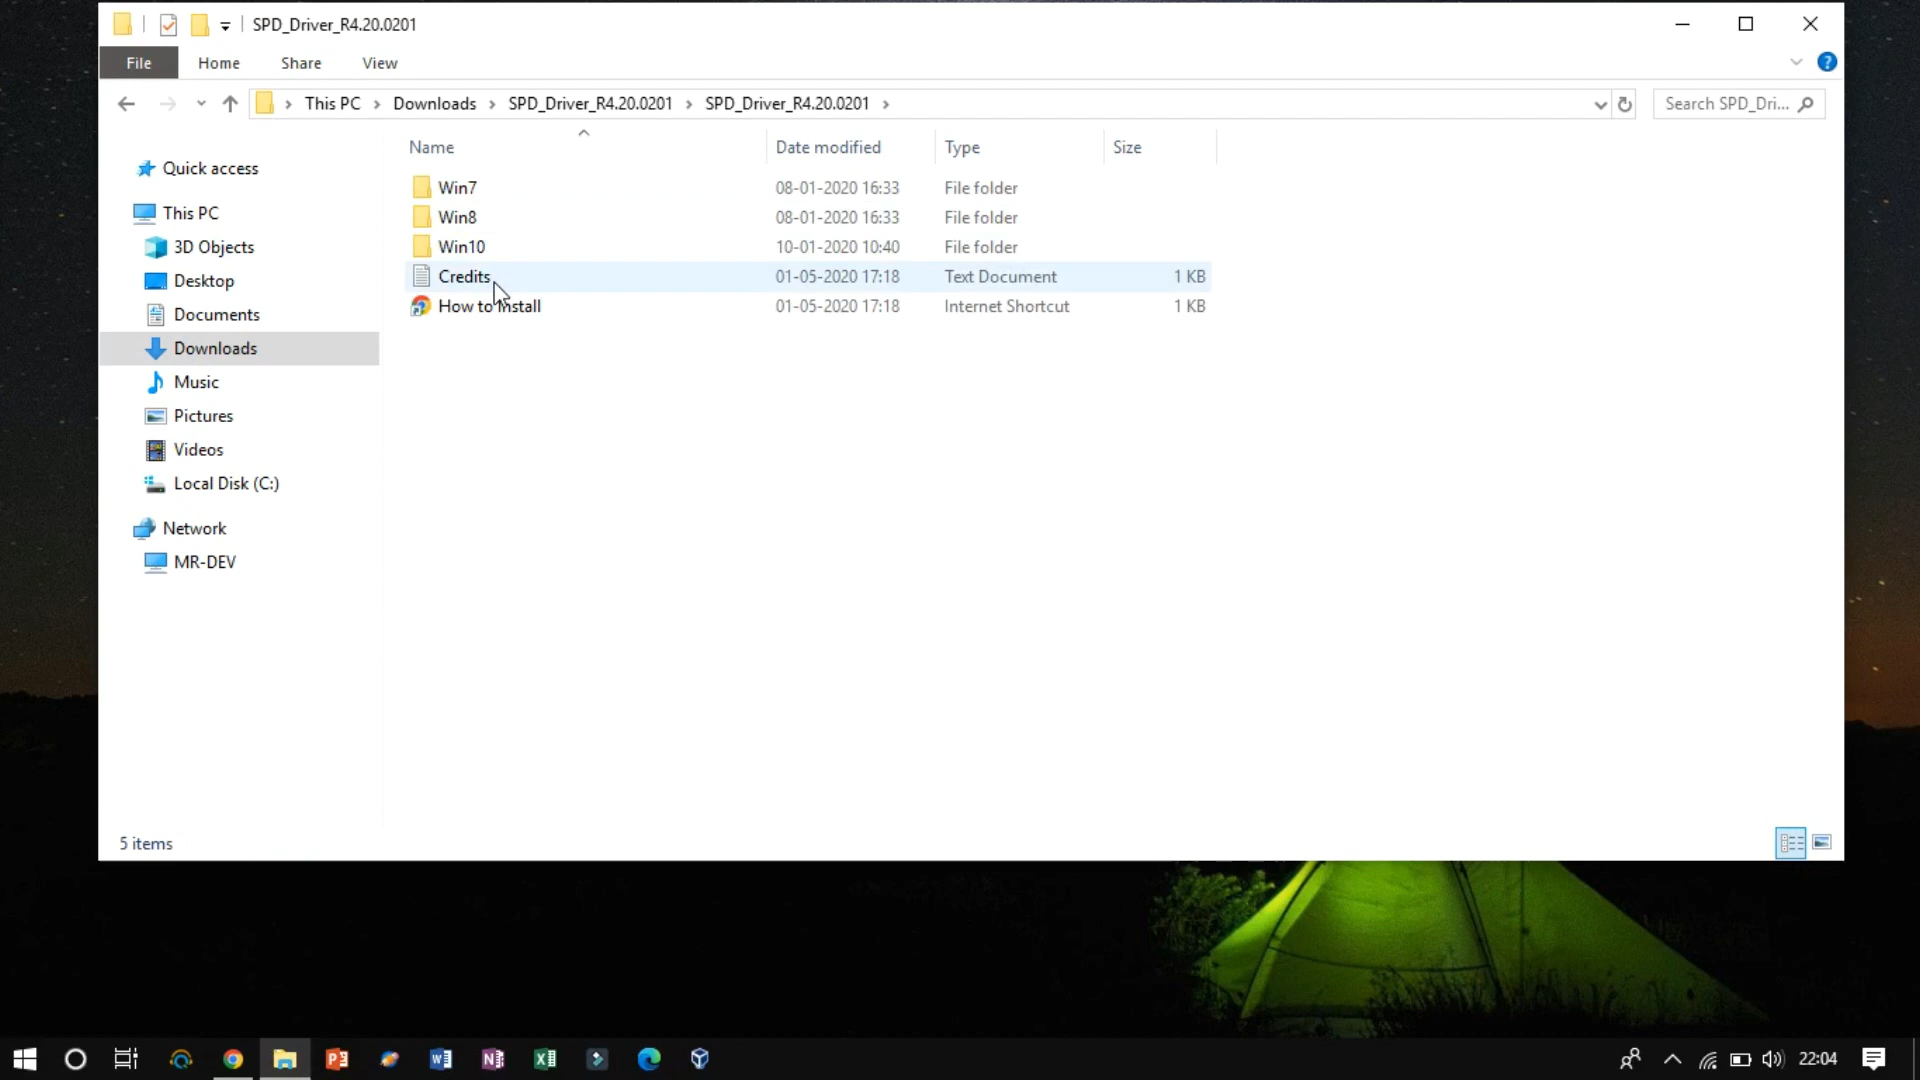 SPD_Driver_R4.20.0201
File Home Share View
This PC Downloads SPD_Driver_R4.20.0201 SPD_Driver_R4.20.0201
Search SPD_Dri...
Name Date modified Type Size
Quick access
This PC
3D Objects
Desktop
Documents
Downloads
Music
Pictures
Videos
Local Disk (C:)
Network
MR-DEV
Win7 08-01-2020 16:33 File folder
Win8 08-01-2020 16:33 File folder
Win10 10-01-2020 10:40 File folder
Credits 01-05-2020 17:18 Text Document 1 KB
How to Install 01-05-2020 17:18 Internet Shortcut 1 KB
5 items
22:04